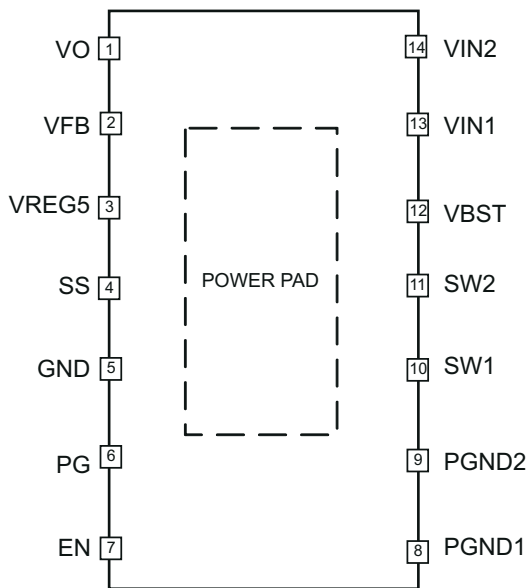 VO 1
VFB 2
VREG5 3
SS 4
GND 5
PG 6
EN 7
POWER PAD
14 VIN2
13 VIN1
12 VBST
11 SW2
10 SW1
9 PGND2
8 PGND1